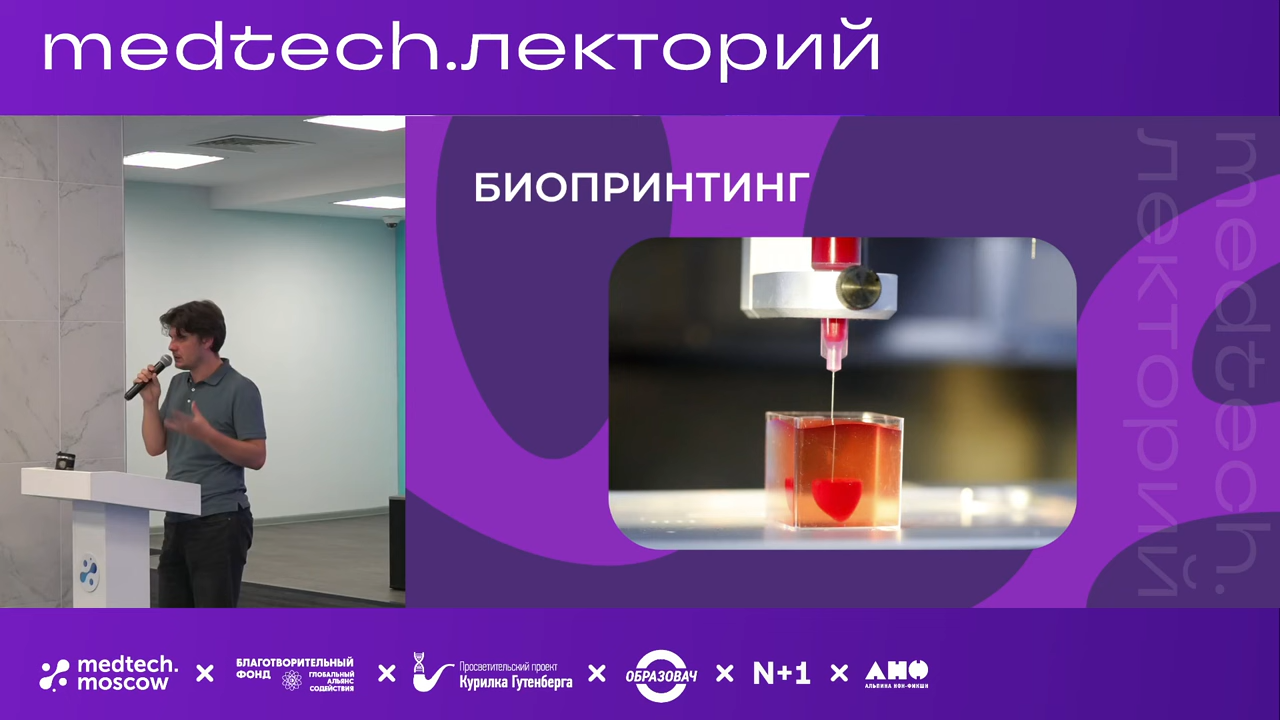 medtech.лекторий
БИОПРИНТИНГ
medtech.
лекторий
medtech.
moscow
БЛАГОТВОРИТЕЛЬНЫЙ
ФОНД
ГЛОБАЛЬНЫЙ
АЛЬЯНС
СОДЕЙСТВИЯ
Просветительский проект
Курилка Гутенберга
ОБРАЗОВАЧ
N+1
АНФ
АЛЬПИНА НОН-ФИКШН